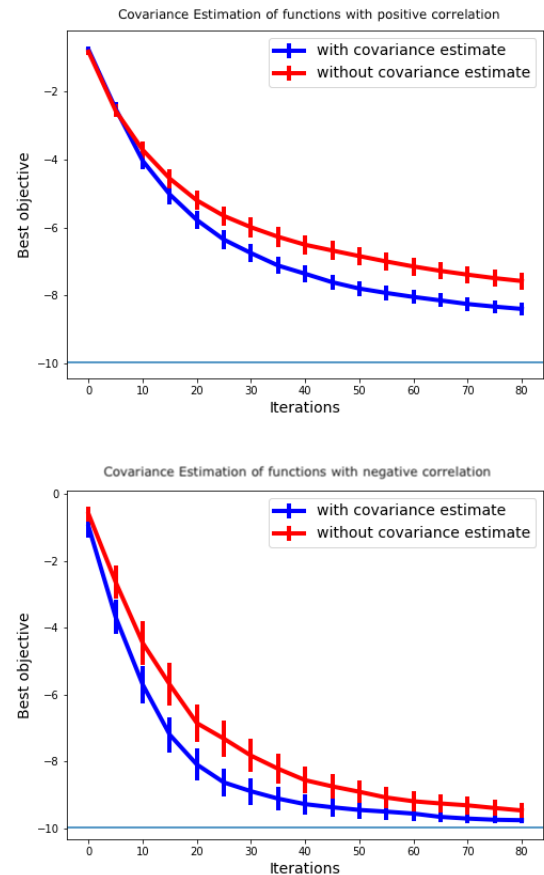 Covariance Estimation of functions with positive correlation
with covariance estimate
without covariance estimate
−2
−4
−6
−8
−10
Best objective
0 10 20 30 40 50 60 70 80
Iterations
Covariance Estimation of functions with negative correlation
with covariance estimate
without covariance estimate
0
−2
−4
−6
−8
−10
Best objective
0 10 20 30 40 50 60 70 80
Iterations